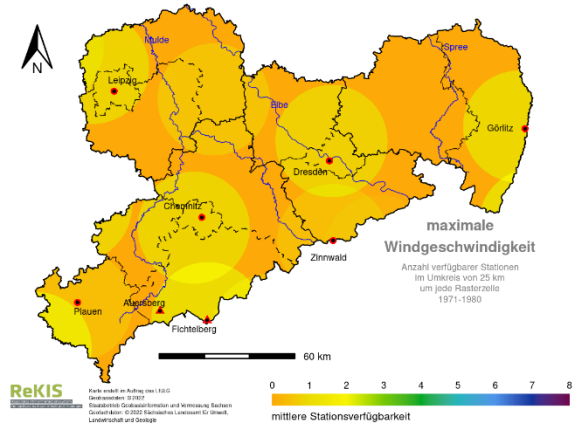 N
Mulde
Spree
Leipzig
Elbe
Görlitz
Dresden
Chemnitz
Zinnwald
Auersberg
Plauen
Fichtelberg
maximale
Windgeschwindigkeit
Anzahl verfügbarer Stationen
im Umkreis von 25 km
um jede Rasterzelle
1971-1980
60 km
ReKIS
Karte erstellt im Auftrag des LfULG
Geobasisdaten: © 2022
Staatsbetrieb Geobasisinformation und Vermessung Sachsen
Geofachdaten: © 2022 Sächsisches Landesamt für Umwelt,
Landwirtschaft und Geologie
0 1 2 3 4 5 6 7 8
mittlere Stationsverfügbarkeit